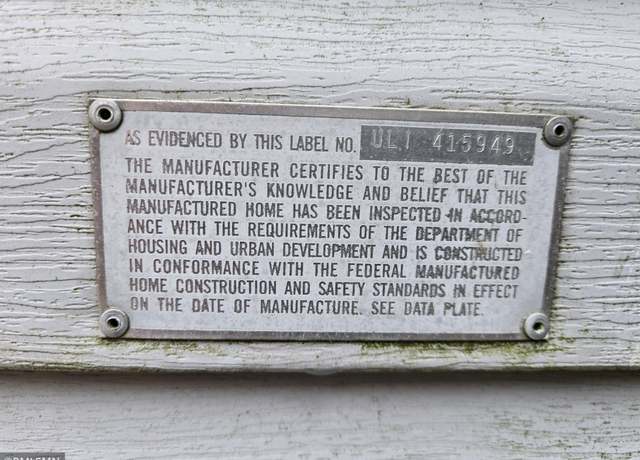 AS EVIDENCED BY THIS LABEL NO. ULI 415949
THE MANUFACTURER CERTIFIES TO THE BEST OF THE
MANUFACTURER'S KNOWLEDGE AND BELIEF THAT THIS
MANUFACTURED HOME HAS BEEN INSPECTED IN ACCORD-
ANCE WITH THE REQUIREMENTS OF THE DEPARTMENT OF
HOUSING AND URBAN DEVELOPMENT AND IS CONSTRUCTED
IN CONFORMANCE WITH THE FEDERAL MANUFACTURED
HOME CONSTRUCTION AND SAFETY STANDARDS IN EFFECT
ON THE DATE OF MANUFACTURE. SEE DATA PLATE.